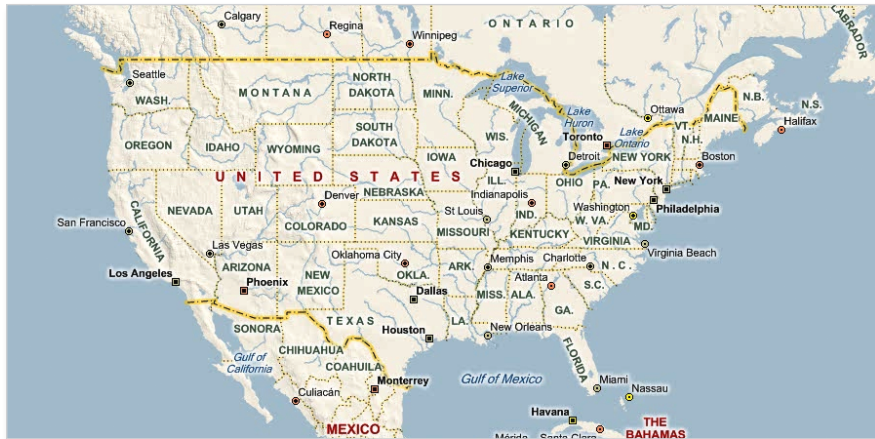 Calgary
Regina
Winnipeg
ONTARIO
LABRADOR
Seattle
WASH.
MONTANA
NORTH
DAKOTA
MINN.
Lake
Superior
MICHIGAN
Lake
Huron
Ottawa
N.B.
N.S.
MAINE
Halifax
OREGON
IDAHO
WYOMING
SOUTH
DAKOTA
WIS.
Toronto
Lake
Ontario
VT.
N.H.
IOWA
Chicago
Detroit
NEW YORK
Boston
UNITED STATES
NEBRASKA
ILL.
Indianapolis
OHIO
PA.
New York
NEVADA
UTAH
Denver
COLORADO
KANSAS
St Louis
MISSOURI
IND.
KENTUCKY
W. VA.
Washington
MD.
Philadelphia
San Francisco
CALIFORNIA
VIRGINIA
Virginia Beach
Las Vegas
Oklahoma City
OKLA.
ARK.
Memphis
Charlotte
N. C.
Los Angeles
ARIZONA
Phoenix
NEW
MEXICO
Dallas
MISS.
ALA.
Atlanta
GA.
S.C.
TEXAS
SONORA
Houston
LA.
New Orleans
FLORIDA
Gulf of
California
CHIHUAHUA
COAHUILA
Monterrey
Gulf of Mexico
Miami
Nassau
Culiacán
Havana
MEXICO
Mérida
Santa Clara
THE
BAHAMAS